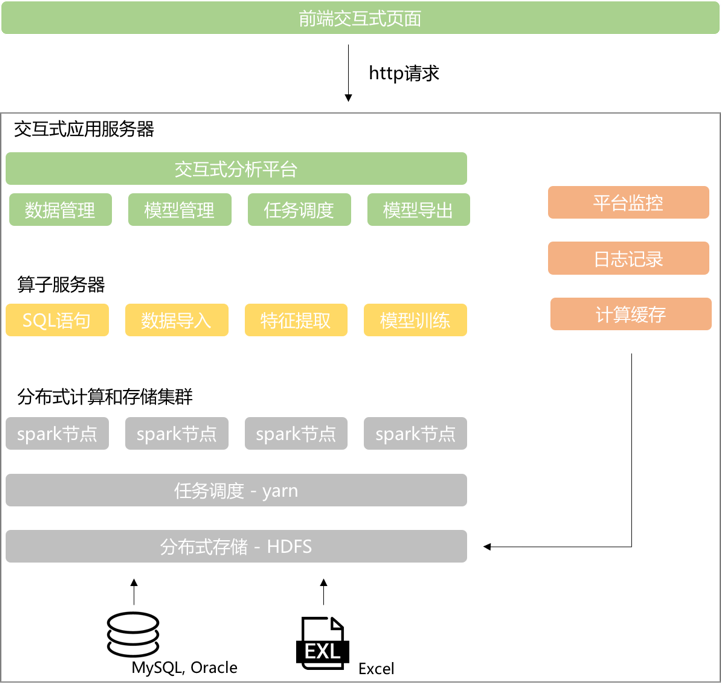 前端交互式页面
http请求
交互式应用服务器
交互式分析平台
数据管理
模型管理
任务调度
模型导出
平台监控
日志记录
计算缓存
算子服务器
SQL语句
数据导入
特征提取
模型训练
分布式计算和存储集群
spark节点
spark节点
spark节点
spark节点
任务调度 - yarn
分布式存储 - HDFS
MySQL, Oracle
EXL
Excel